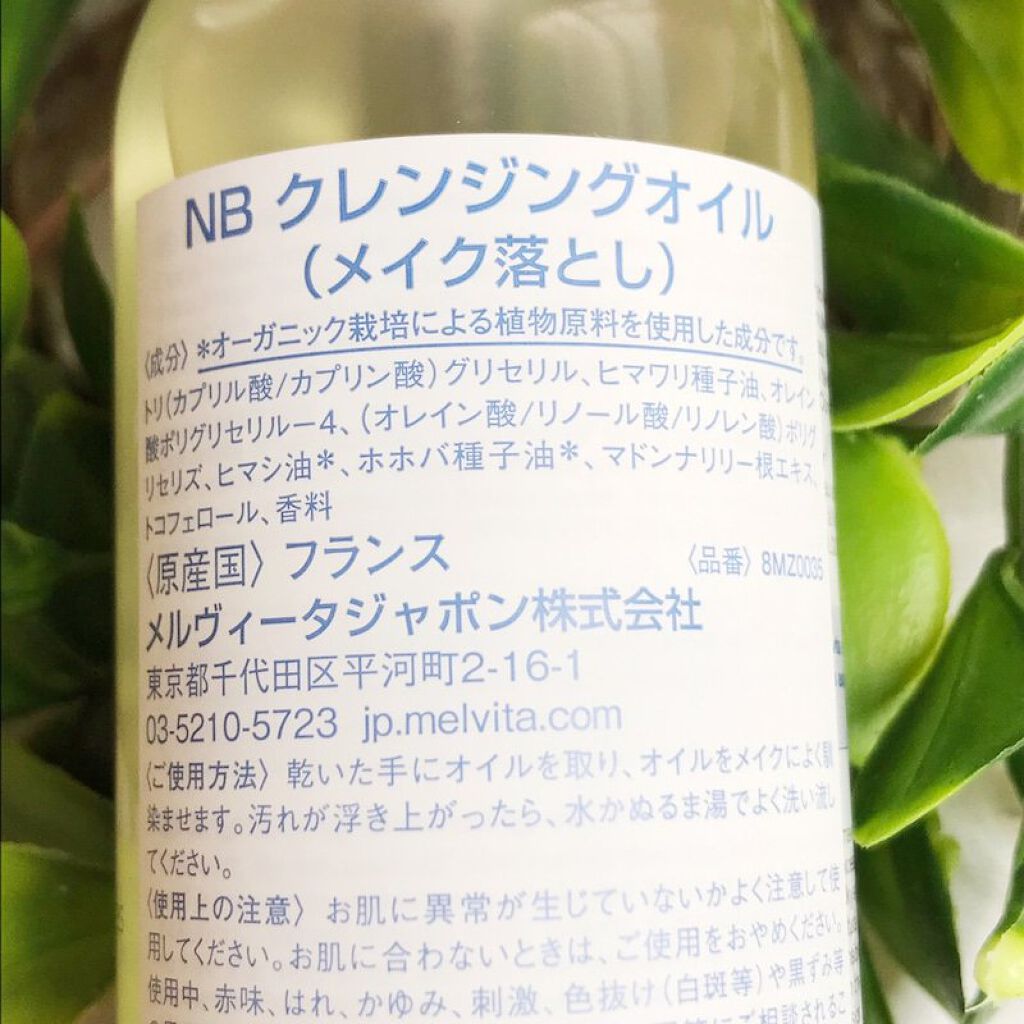 NB クレンジングオイル
(メイク落とし)
〈成分〉*オーガニック栽培による植物原料を使用した成分です。
トリ(カプリル酸/カプリン酸)グリセリル、ヒマワリ種子油、オレイン
酸ポリグリセリル-4、(オレイン酸/リノール酸/リノレン酸)ポリグ
リセリズ、ヒマシ油*、ホホバ種子油*、マドンナリリー根エキス、
トコフェロール、香料
〈原産国〉フランス 〈品番〉8MZ0035
メルヴィータジャポン株式会社
東京都千代田区平河町2-16-1
03-5210-5723 jp.melvita.com
〈ご使用方法〉乾いた手にオイルを取り、オイルをメイクによく馴
染ませます。汚れが浮き上がったら、水かぬるま湯でよく洗い流し
てください。
〈使用上の注意〉お肌に異常が生じていないかよく注意して使
用してください。お肌に合わないときは、ご使用をおやめください。
使用中、赤味、はれ、かゆみ、刺激、色抜け(白斑等)や黒ずみ等